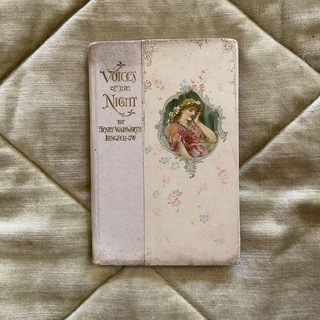 VOICES
OF THE
NIGHT
BY
HENRY WADSWORTH
LONGFELLOW